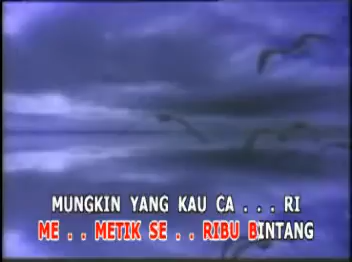 MUNGKIN YANG KAU CA . . . RI
ME . . METIK SE . . RIBU BINTANG